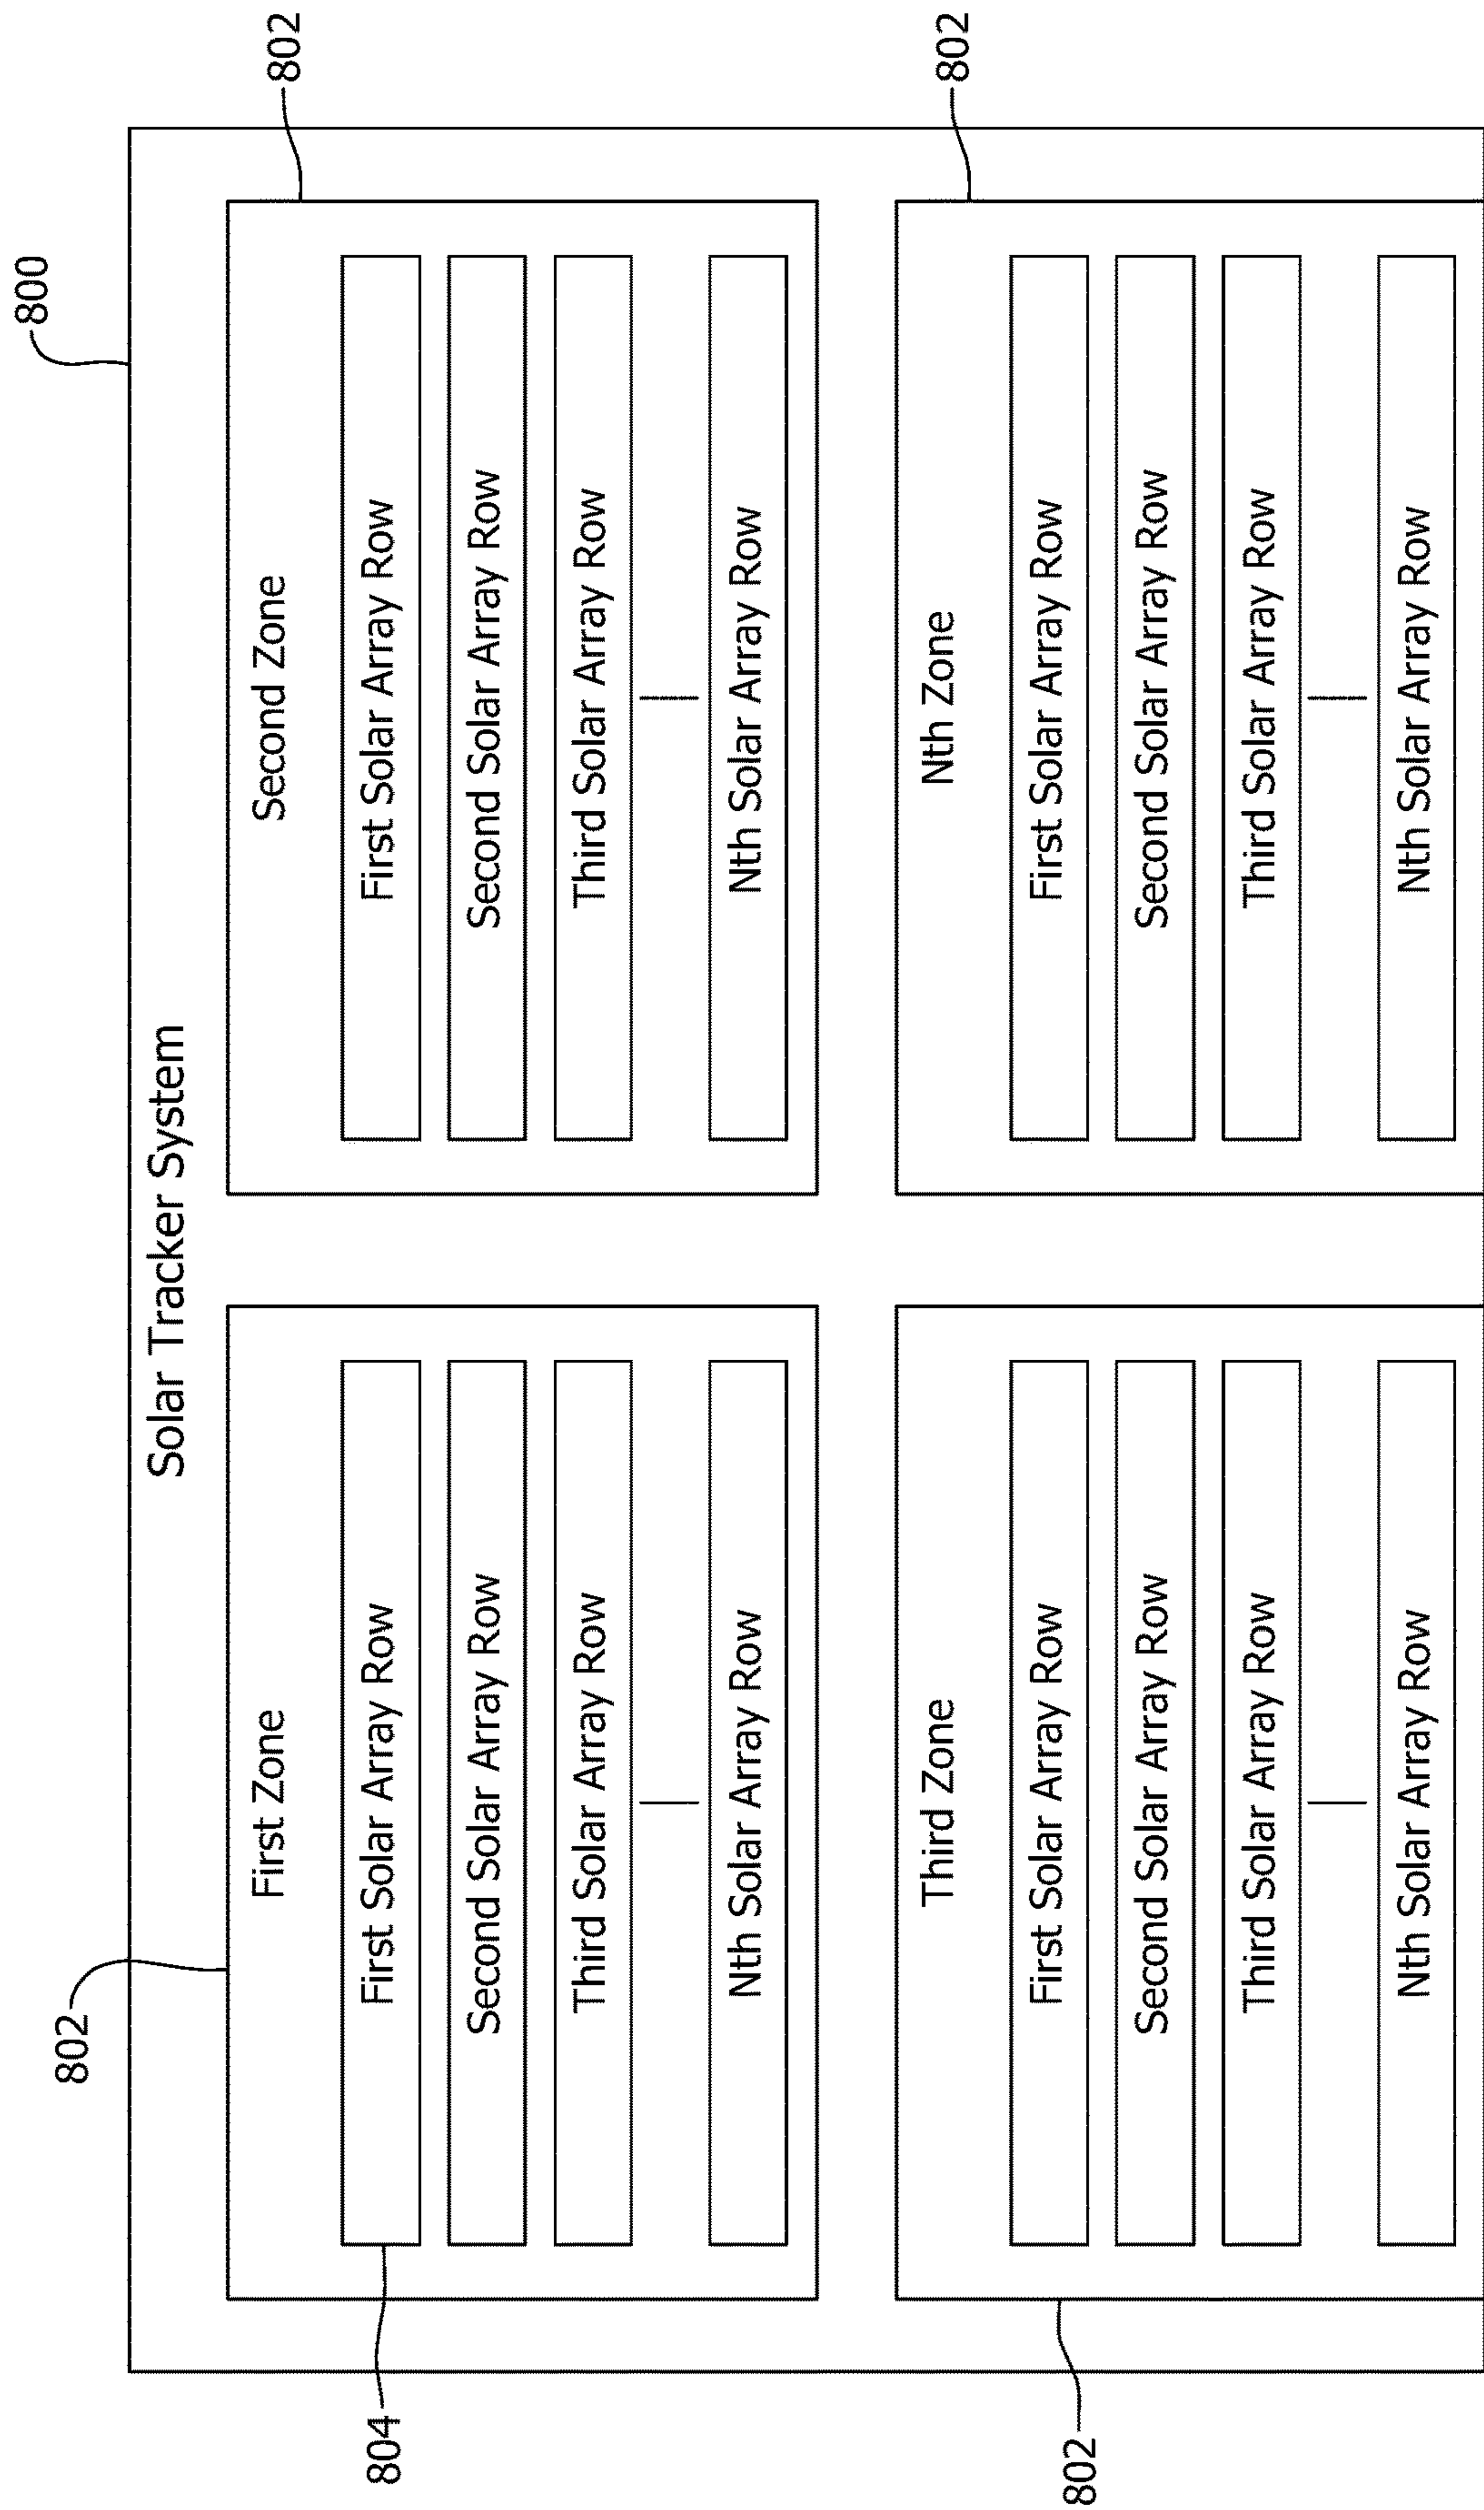 800
Solar Tracker System
802
First Zone
804
First Solar Array Row
Second Solar Array Row
Third Solar Array Row
Nth Solar Array Row
802
Second Zone
First Solar Array Row
Second Solar Array Row
Third Solar Array Row
Nth Solar Array Row
802
Third Zone
First Solar Array Row
Second Solar Array Row
Third Solar Array Row
Nth Solar Array Row
802
Nth Zone
First Solar Array Row
Second Solar Array Row
Third Solar Array Row
Nth Solar Array Row